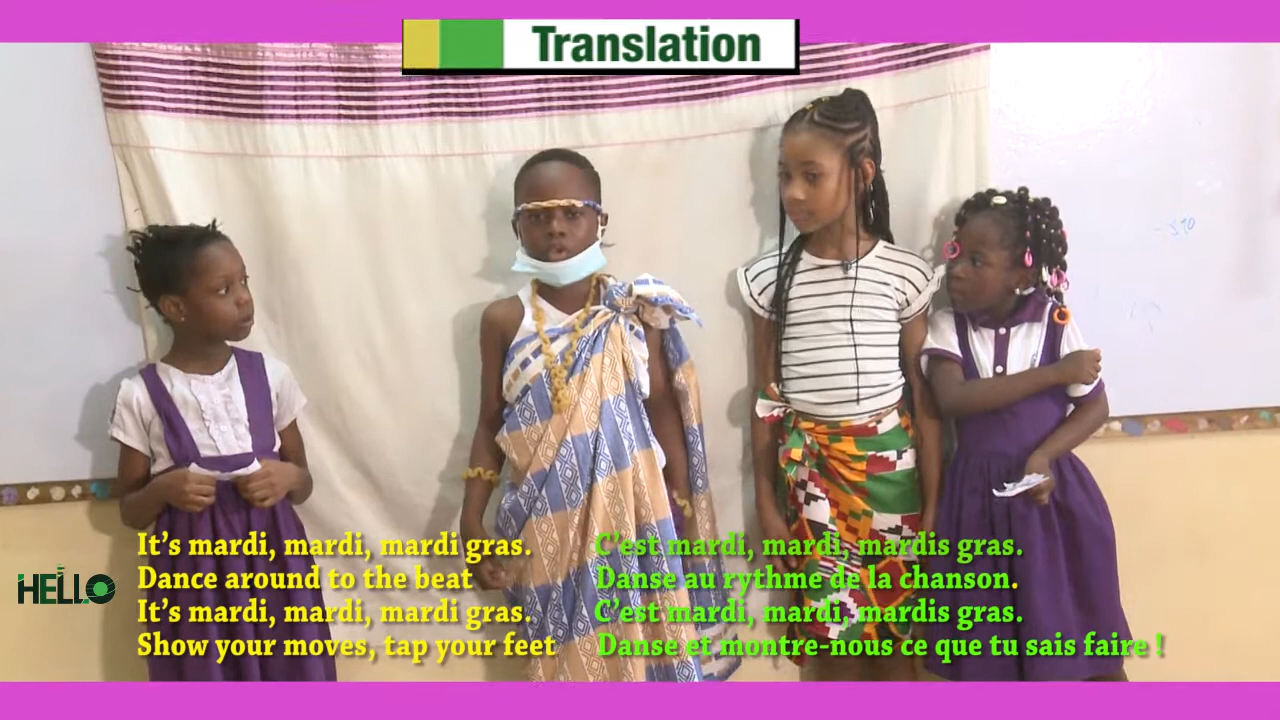 Translation
It's mardi, mardi, mardi gras.
Dance around to the beat
It's mardi, mardi, mardi gras.
Show your moves, tap your feet
C'est mardi, mardi, mardis gras.
Danse au rythme de la chanson.
C'est mardi, mardi, mardis gras.
Danse et montre-nous ce que tu sais faire !
HELLO